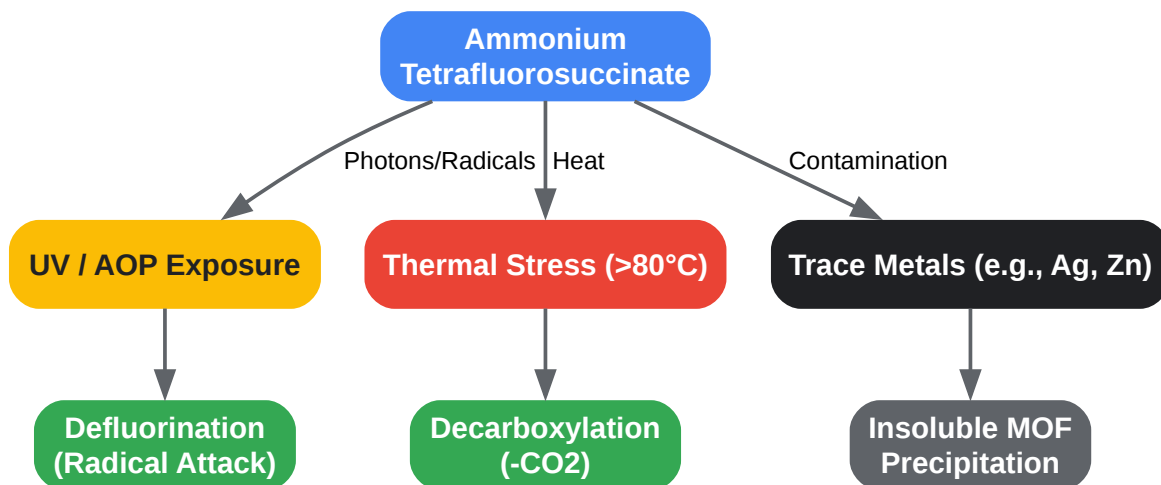 Ammonium
Tetrafluorosuccinate
Photons/Radicals
Heat
Contamination
UV / AOP Exposure
Thermal Stress (>80°C)
Trace Metals (e.g., Ag, Zn)
Defluorination
(Radical Attack)
Decarboxylation
(-CO2)
Insoluble MOF
Precipitation